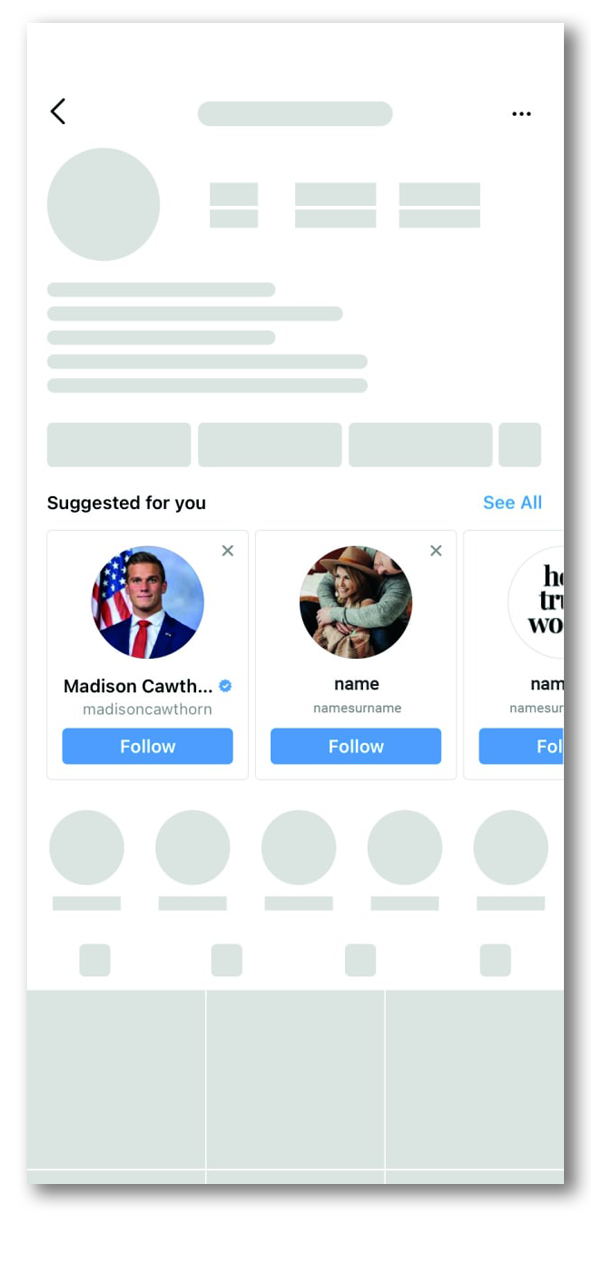 Suggested for you
See All
Madison Cawth...
madisoncawthorn
Follow
name
namesurname
Follow
he
tru
wo
nam
namesur
Fol